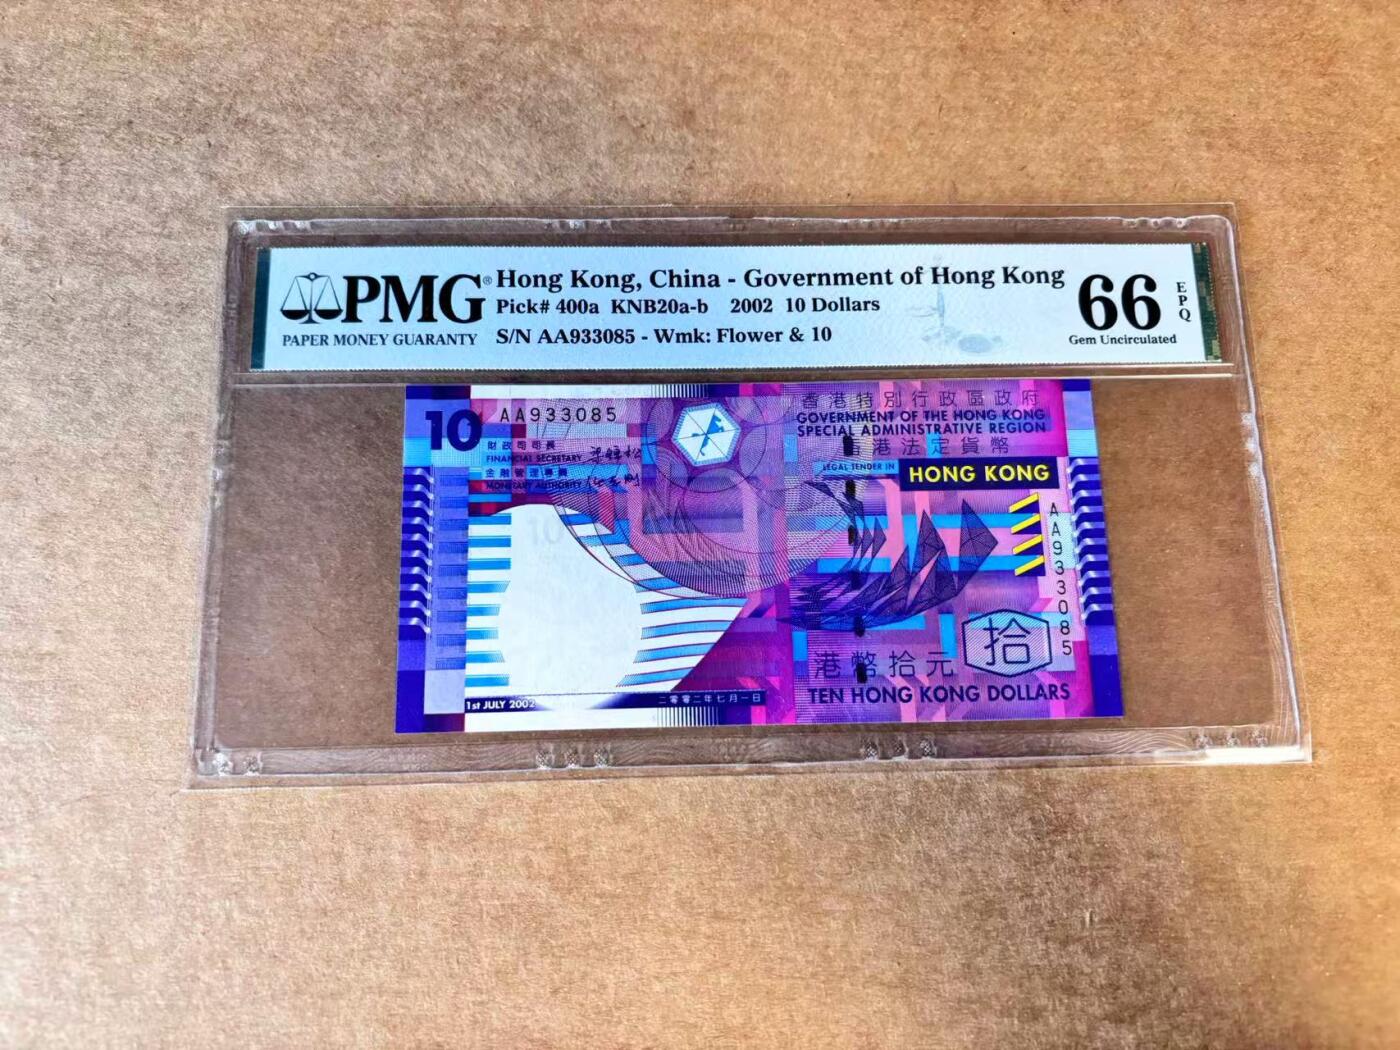 PMG®
PAPER MONEY GUARANTY
Hong Kong, China - Government of Hong Kong
Pick# 400a KNB20a-b 2002 10 Dollars
S/N AA933085 - Wmk: Flower & 10
66
EPQ
Gem Uncirculated
10
AA933085
財政司司長
FINANCIAL SECRETARY
金融管理專員
MONETARY AUTHORITY
香港特別行政區政府
GOVERNMENT OF THE HONG KONG
SPECIAL ADMINISTRATIVE REGION
香港法定貨幣
LEGAL TENDER IN
HONG KONG
AA933085
10
拾
港幣拾元
TEN HONG KONG DOLLARS
1st JULY 2002
二零零二年七月一日